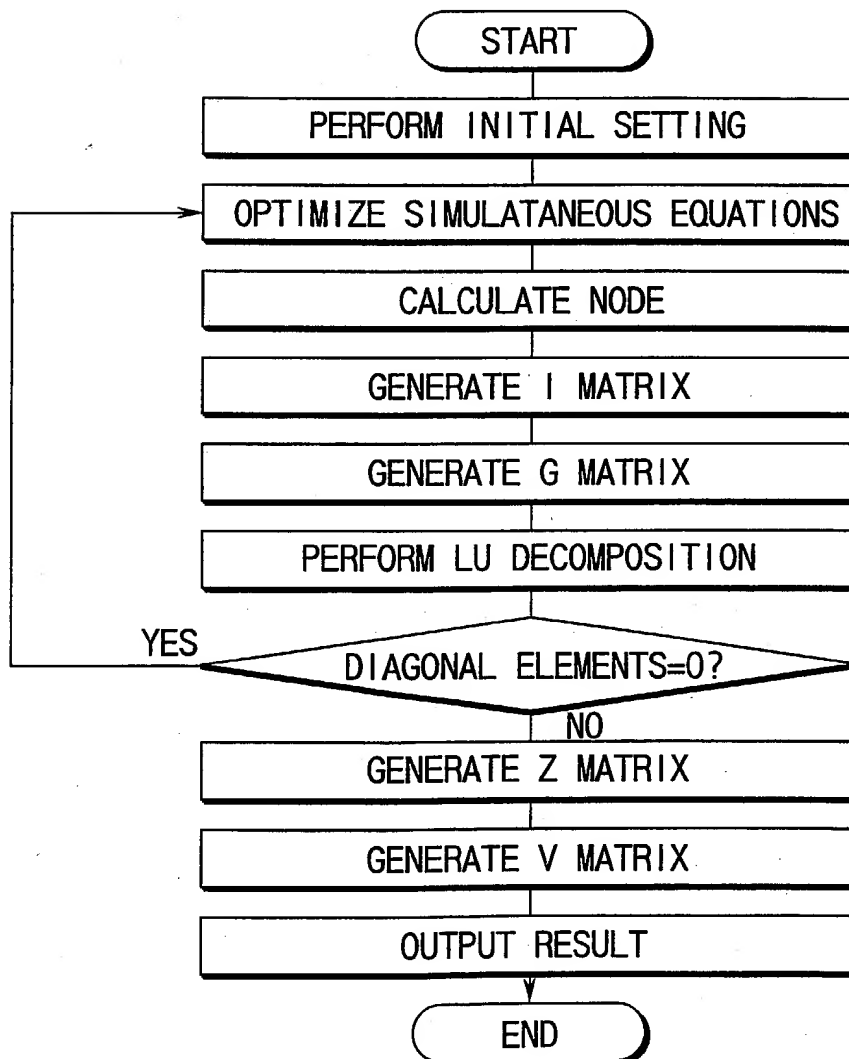 START
PERFORM INITIAL SETTING
OPTIMIZE SIMULATANEOUS EQUATIONS
CALCULATE NODE
GENERATE I MATRIX
GENERATE G MATRIX
PERFORM LU DECOMPOSITION
YES
DIAGONAL ELEMENTS=0?
NO
GENERATE Z MATRIX
GENERATE V MATRIX
OUTPUT RESULT
END